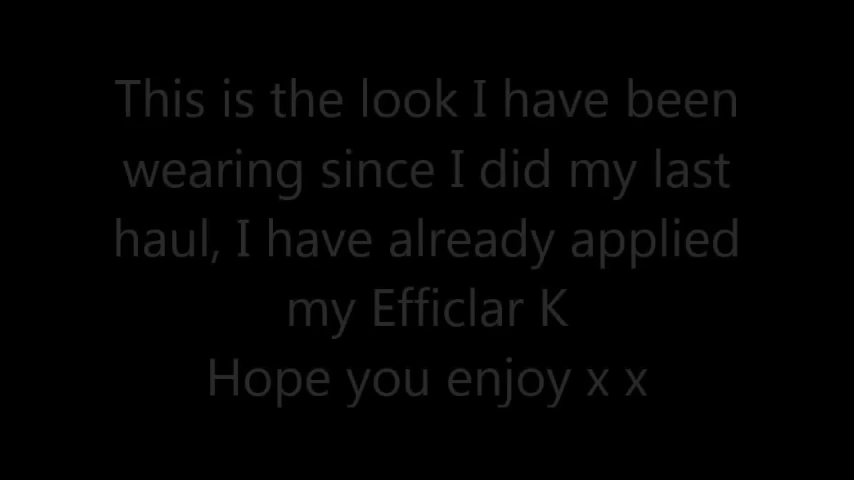 This is the look I have been
wearing since I did my last
haul, I have already applied
my Efficlar K
Hope you enjoy x x